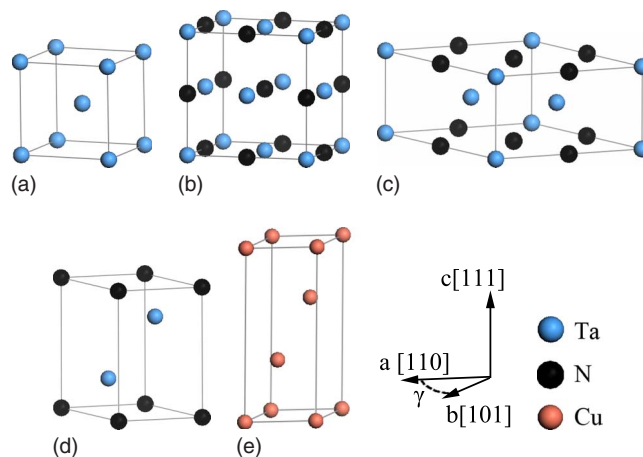 (a)
(b)
(c)
(d)
(e)
c[111]
a [110]
γ
b[101]
Ta
N
Cu